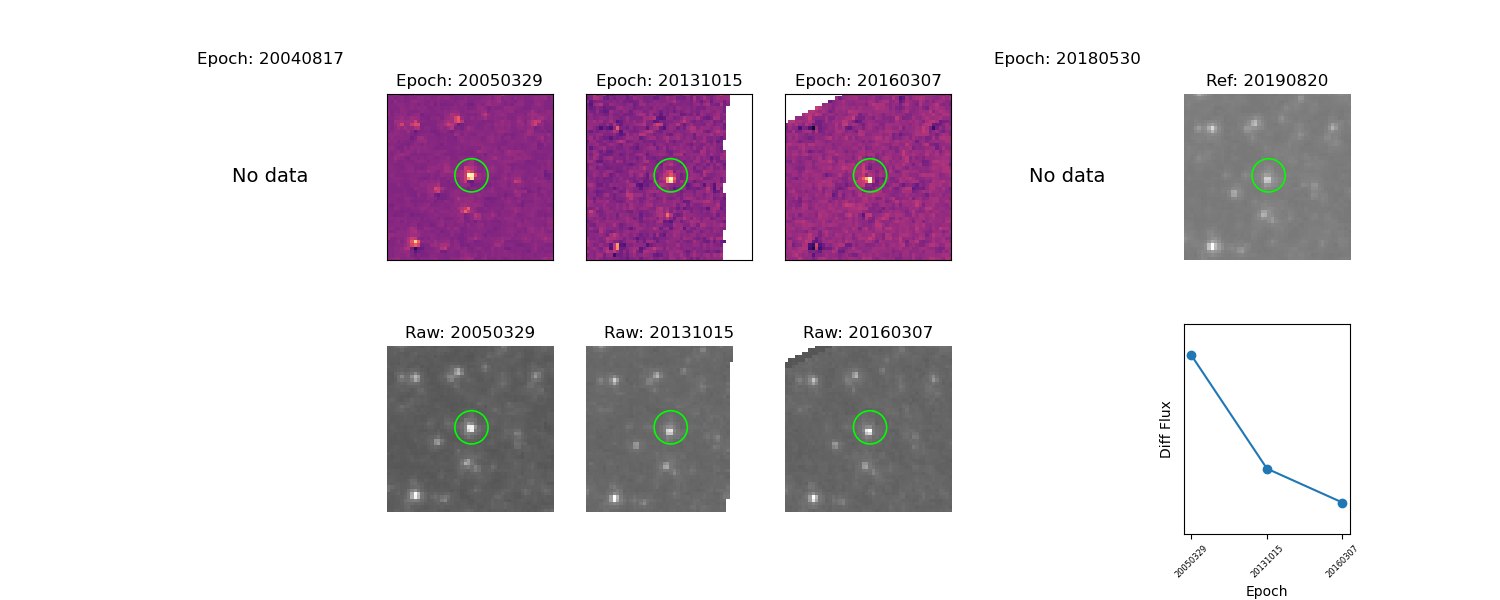 Epoch: 20040817
Epoch: 20180530
Epoch: 20050329
Epoch: 20131015
Epoch: 20160307
Ref: 20190820
No data
No data
Raw: 20050329
Raw: 20131015
Raw: 20160307
Diff Flux
20050329
20131015
20160307
Epoch